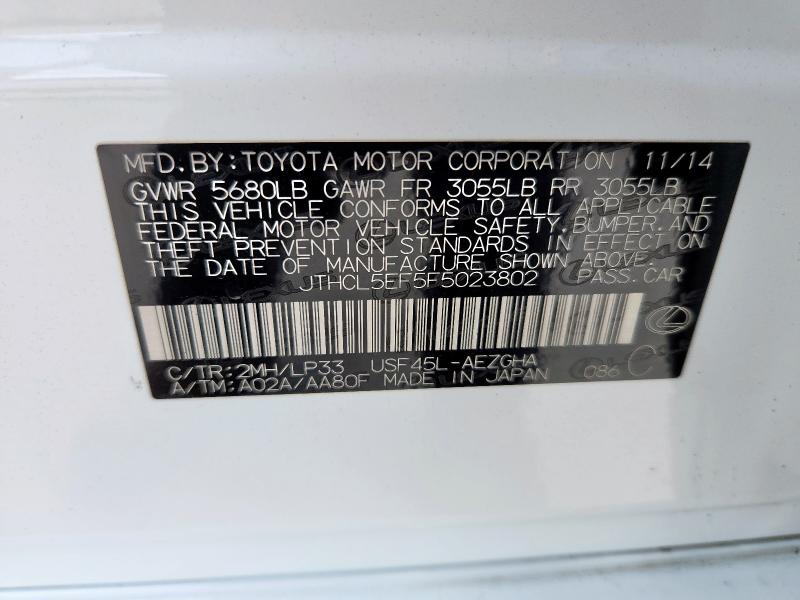 MFD.BY:TOYOTA MOTOR CORPORATION 11/14
GVWR 5680LB GAWR FR 3055LB RR 3055LB
THIS VEHICLE CONFORMS TO ALL APPLICABLE
FEDERAL MOTOR VEHICLE SAFETY.BUMPER.AND
THEFT PREVENTION STANDARDS IN EFFECT ON
THE DATE OF MANUFACTURE SHOWN ABOVE.
JTHCL5EF5F5023802 PASS.CAR
C/TR:2MH/LP33 USF45L-AEZGHA
A/TM:A02A/AA80F MADE IN JAPAN 086